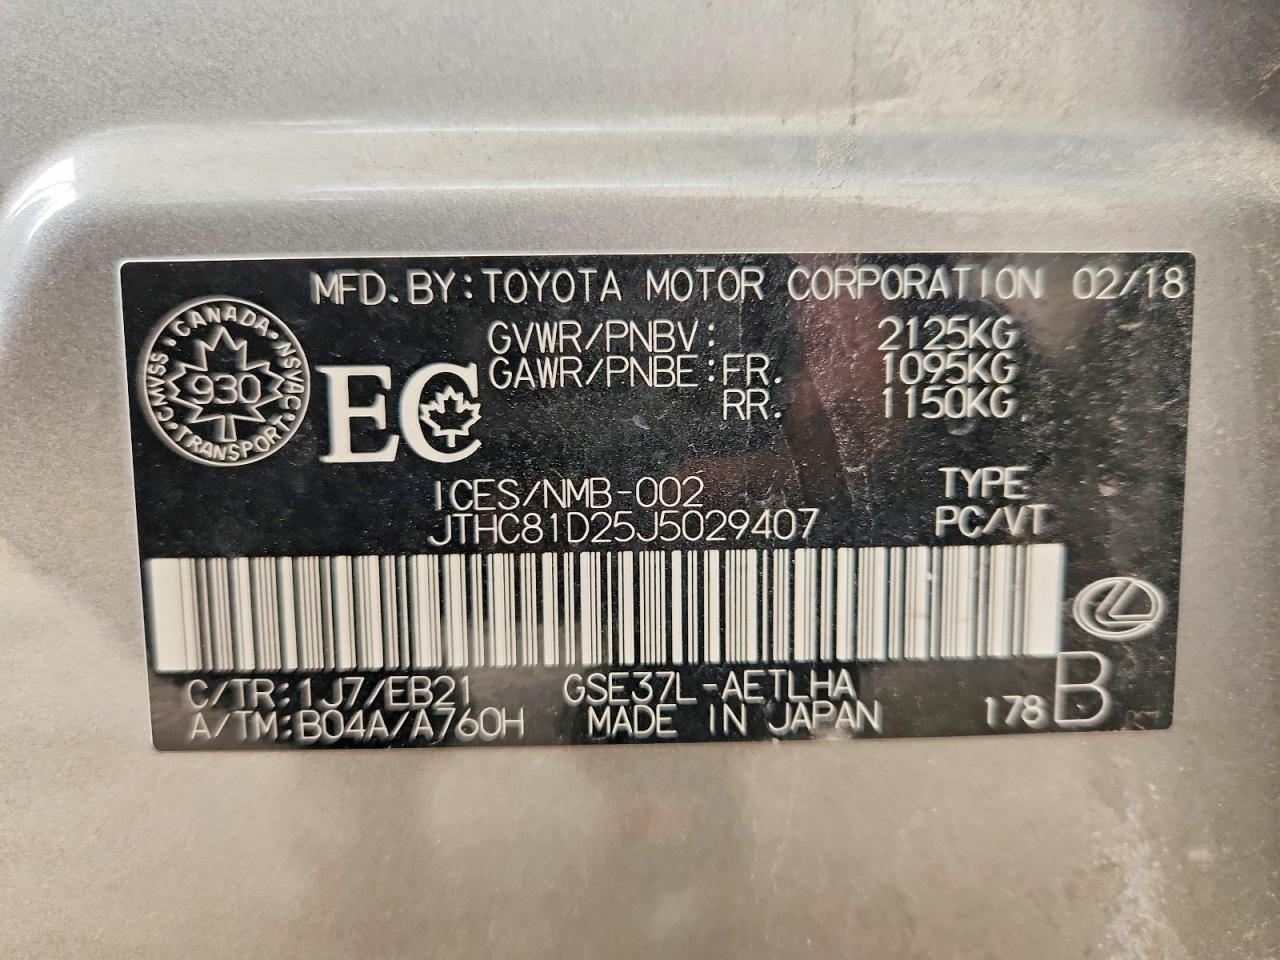 MFD. BY: TOYOTA MOTOR CORPORATION 02/18
CANADA
CMVSS 930 NSVAC
TRANSPORT
GVWR/PNBV: 2125KG
GAWR/PNBE: FR. 1095KG
RR. 1150KG
EC
ICES/NMB-002
JTHC81D25J5029407
TYPE
PC/VT
C/TR: 1J7/EB21 GSE37L-AETLHA
A/TM: B04A/A760H MADE IN JAPAN
178 B